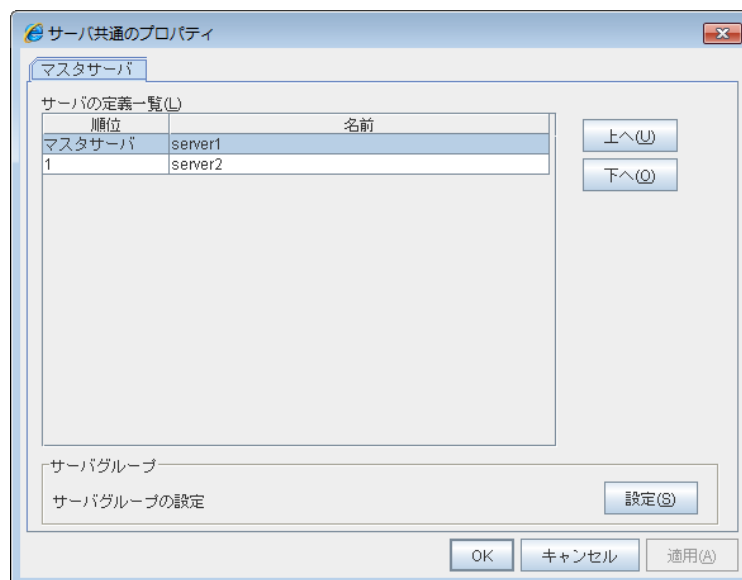 サーバ共通のプロパティ
マスタサーバ
サーバの定義一覧(L)
順位 名前
マスタサーバ server1
1 server2
上へ(U)
下へ(O)
サーバグループ
サーバグループの設定 設定(S)
OK キャンセル 適用(A)